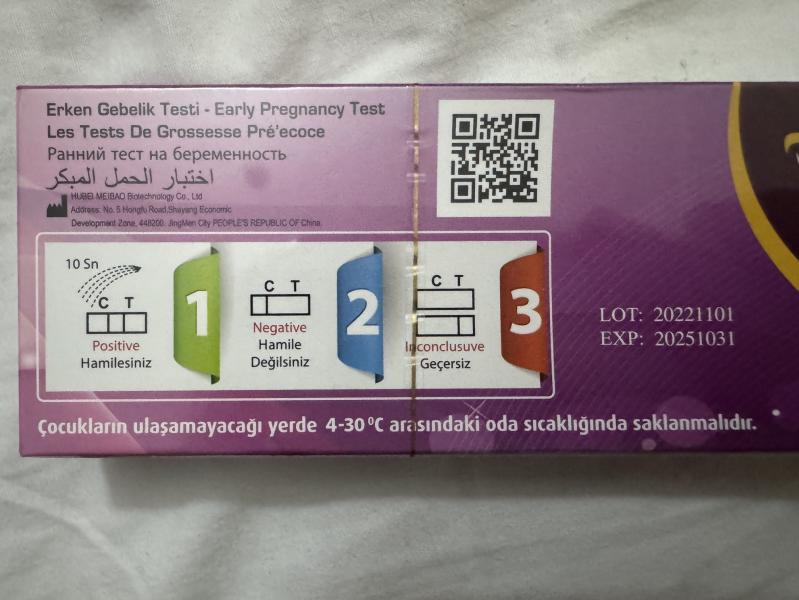 Erken Gebelik Testi - Early Pregnancy Test
Les Tests De Grossesse Pré'ecoce
Ранний тест на беременность
اختبار الحمل المبكر
HUBEI MEIBAO Biotechnology Co., Ltd
Address: No. 5 Hongfu Road,Shayang Economic
Development Zone, 448200. JingMen City PEOPLE'S REPUBLIC OF China.
10 Sn
C T
Positive
Hamilesiniz
1
C T
Negative
Hamile
Değilsiniz
2
C T
Inconclusuve
Geçersiz
3
LOT: 20221101
EXP: 20251031
Çocukların ulaşamayacağı yerde 4-30 ⁰C arasındaki oda sıcaklığında saklanmalıdır.